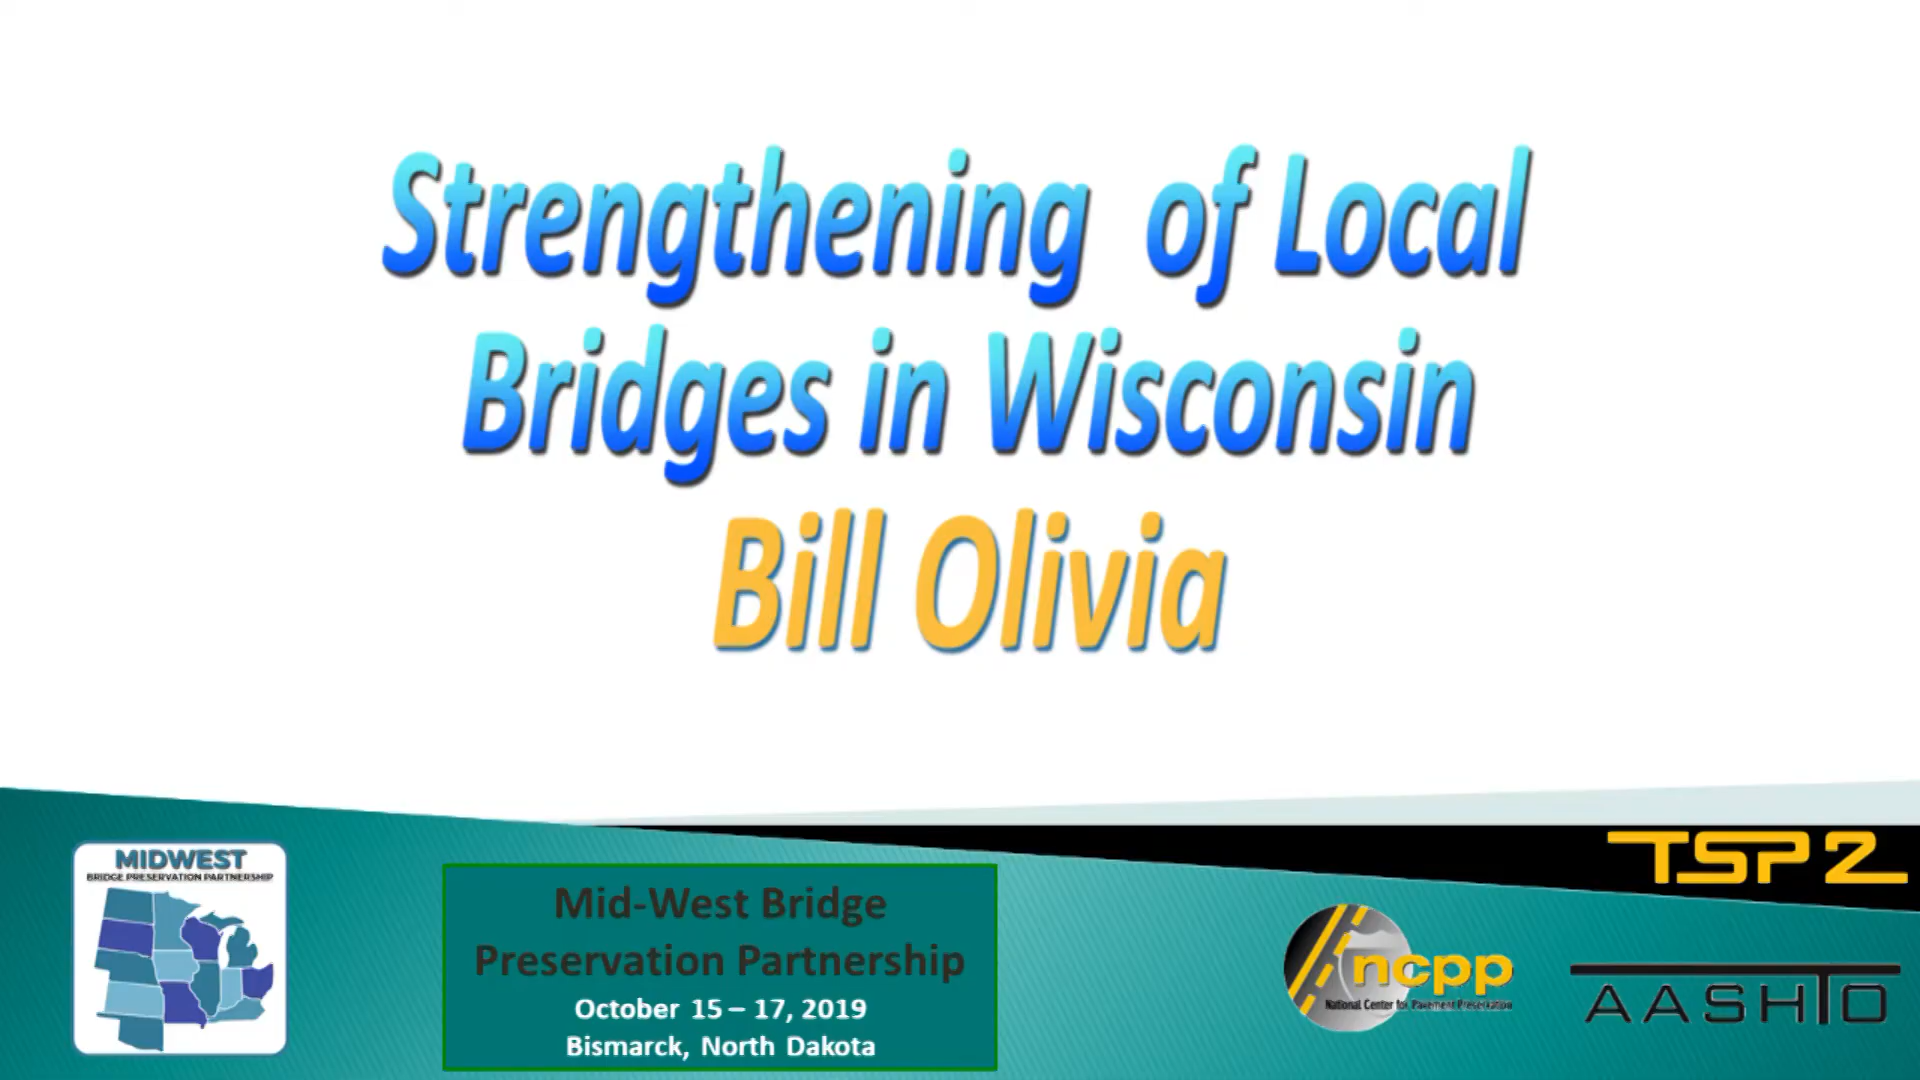 Strengthening of Local
Bridges in Wisconsin
Bill Olivia
MIDWEST
BRIDGE PRESERVATION PARTNERSHIP
Mid-West Bridge
Preservation Partnership
October 15 – 17, 2019
Bismarck, North Dakota
TSP2
ncpp
National Center for Pavement Preservation
AASHTO